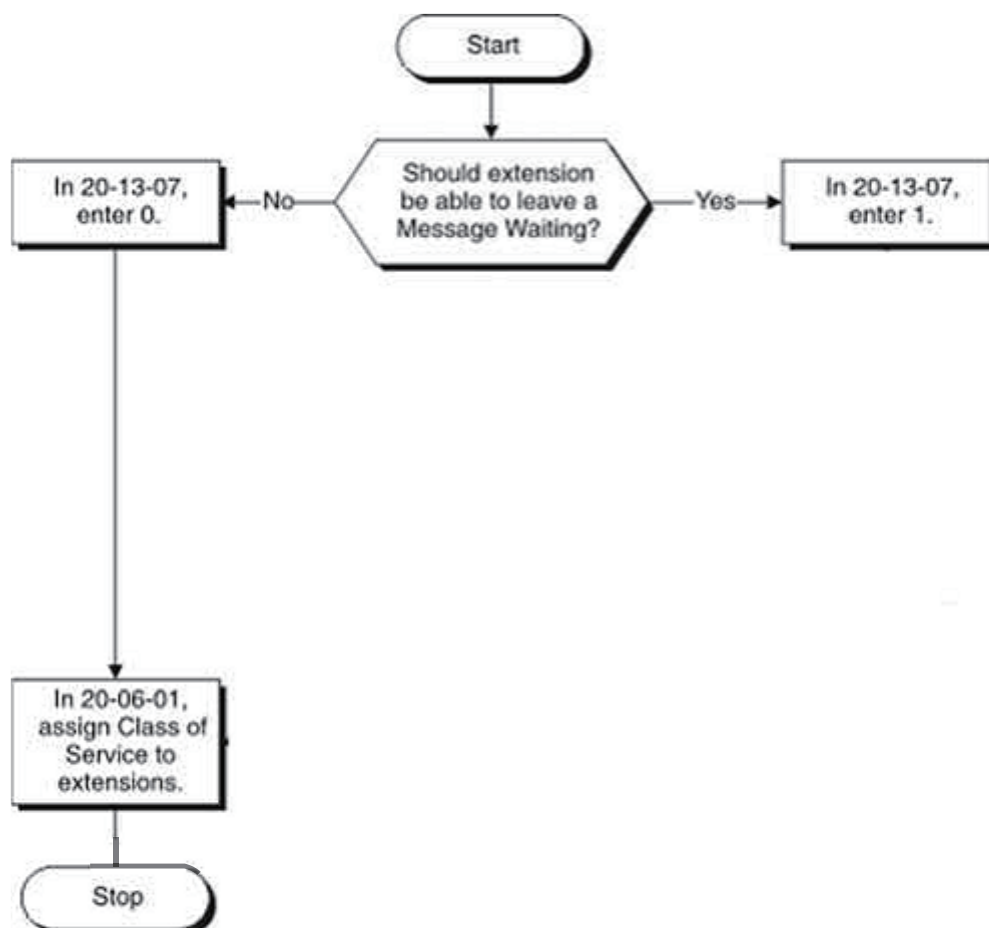 Start
Should extension
be able to leave a
Message Waiting?
No
Yes
In 20-13-07,
enter 0.
In 20-13-07,
enter 1.
In 20-06-01,
assign Class of
Service to
extensions.
Stop